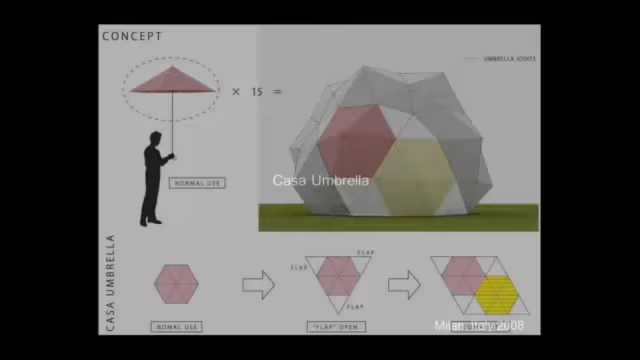 CONCEPT
UMBRELLA JOINTS
× 15 =
Casa Umbrella
NORMAL USE
CASA UMBRELLA
FLAP
FLAP
FLAP
NOMAL USE
"FLAP" OPEN
Milan, Italy 2008